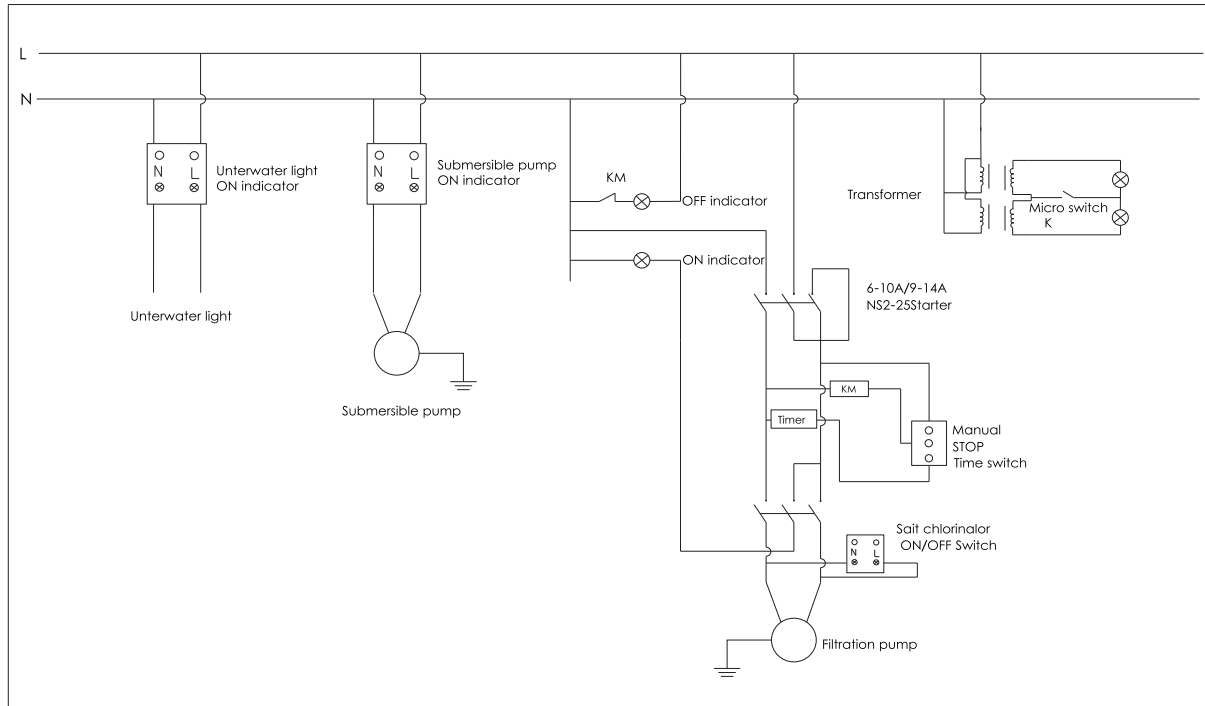 L
N
N L
Unterwater light
ON indicator
Unterwater light
N L
Submersible pump
ON indicator
Submersible pump
KM
OFF indicator
ON indicator
Transformer
Micro switch
K
6-10A/9-14A
NS2-25Starter
KM
Timer
Manual
STOP
Time switch
Sait chlorinalor
ON/OFF Switch
N L
Filtration pump